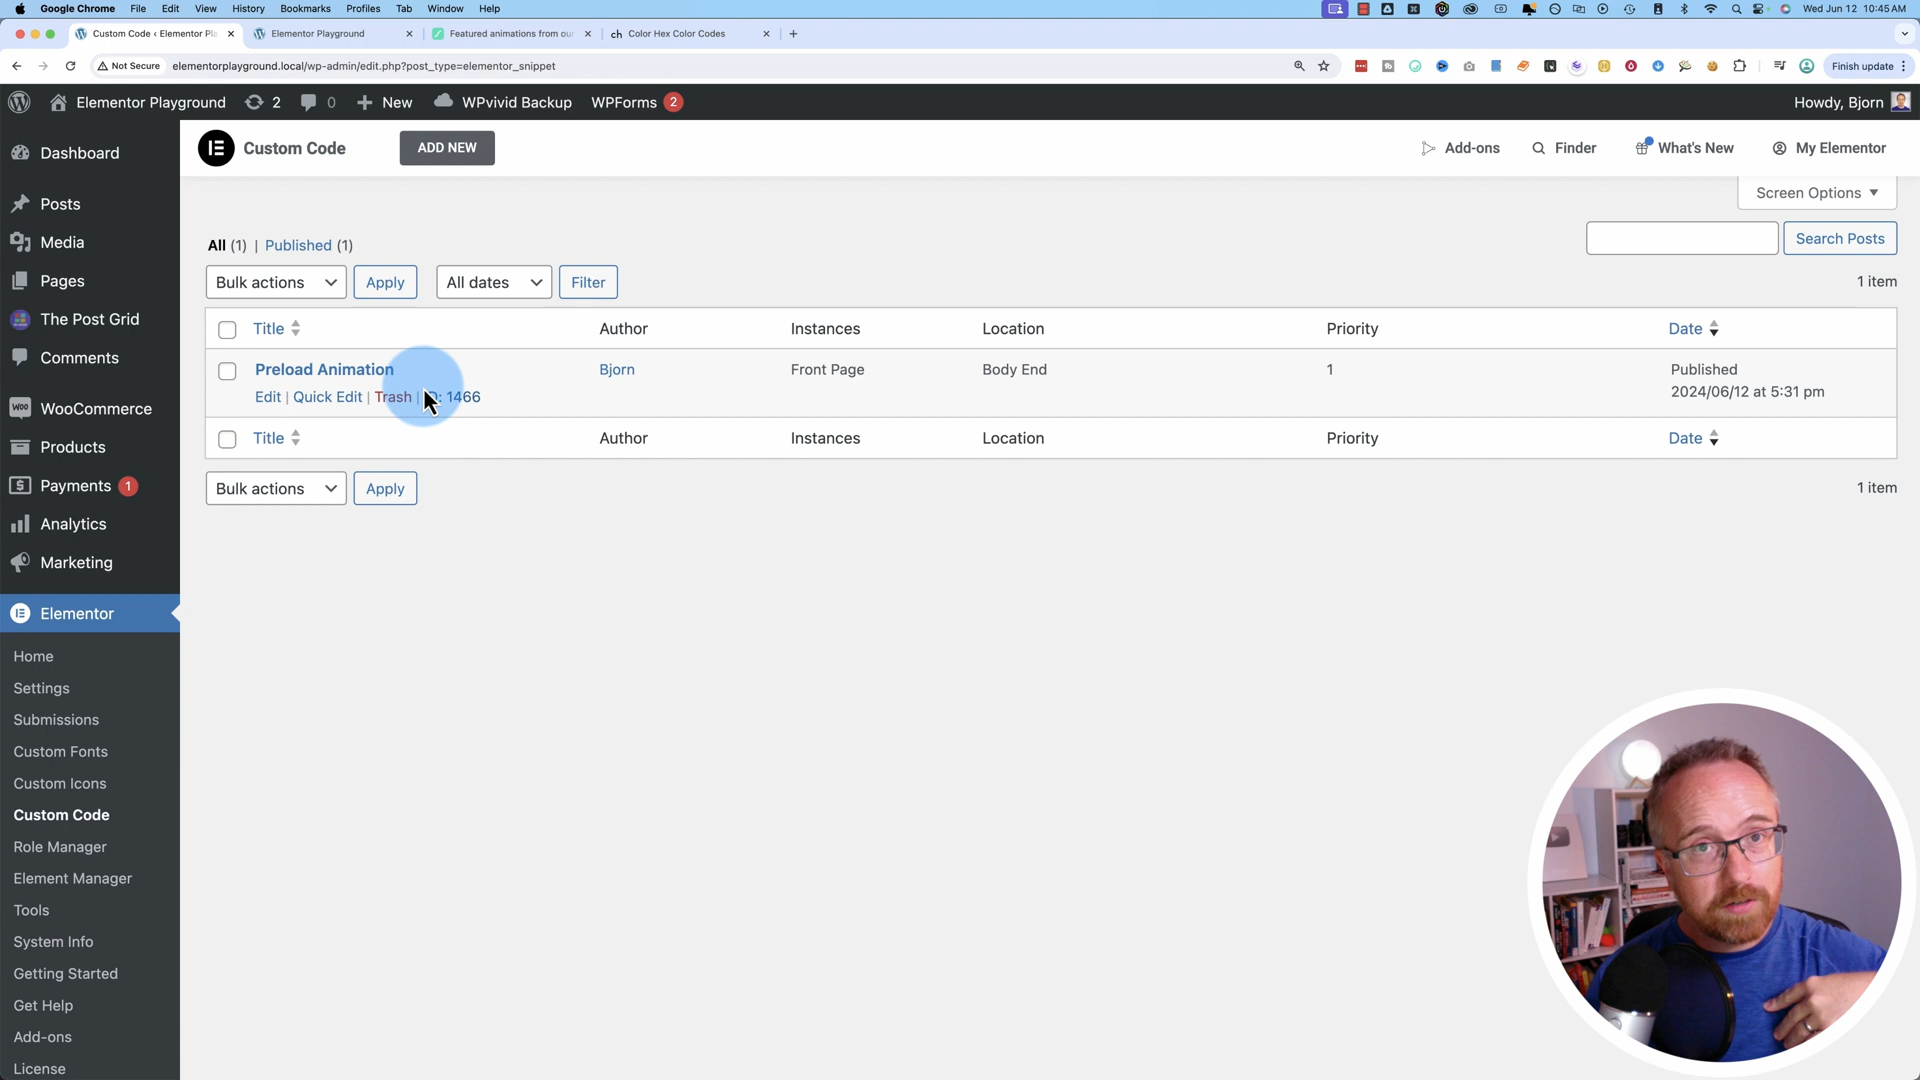 Google Chrome File Edit View History Bookmarks Profiles Tab Window Help Wed Jun 12 10:45 AM
Custom Code ‹ Elementor Pl
Elementor Playground
Featured animations from ou
ch Color Hex Color Codes
Not Secure elementorplayground.local/wp-admin/edit.php?post_type=elementor_snippet Finish update
Elementor Playground 2 0 New WPvivid Backup WPForms 2 Howdy, Bjorn
Dashboard
Posts
Media
Pages
The Post Grid
Comments
WooCommerce
Products
Payments 1
Analytics
Marketing
Elementor
Home
Settings
Submissions
Custom Fonts
Custom Icons
Custom Code
Role Manager
Element Manager
Tools
System Info
Getting Started
Get Help
Add-ons
License
Custom Code ADD NEW Add-ons Finder What's New My Elementor
Screen Options
All (1) | Published (1) Search Posts
Bulk actions Apply All dates Filter 1 item
Title Author Instances Location Priority Date
Preload Animation Bjorn Front Page Body End 1 Published
Edit | Quick Edit | Trash | : 1466 2024/06/12 at 5:31 pm
Title Author Instances Location Priority Date
Bulk actions Apply 1 item